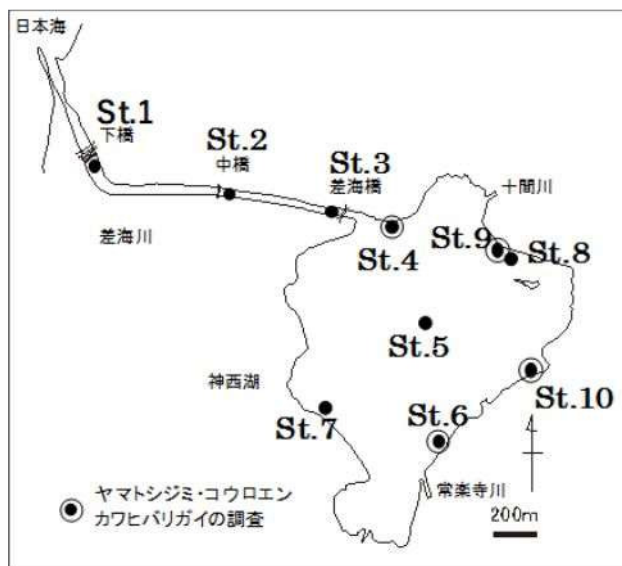 日本海
St.1
下橋
St.2
中橋
St.3
差海橋
十間川
差海川
St.4
St.9
St.8
St.5
神西湖
St.7
St.6
St.10
ヤマトシジミ・コウロエン
カワヒバリガイの調査
常楽寺川
200m